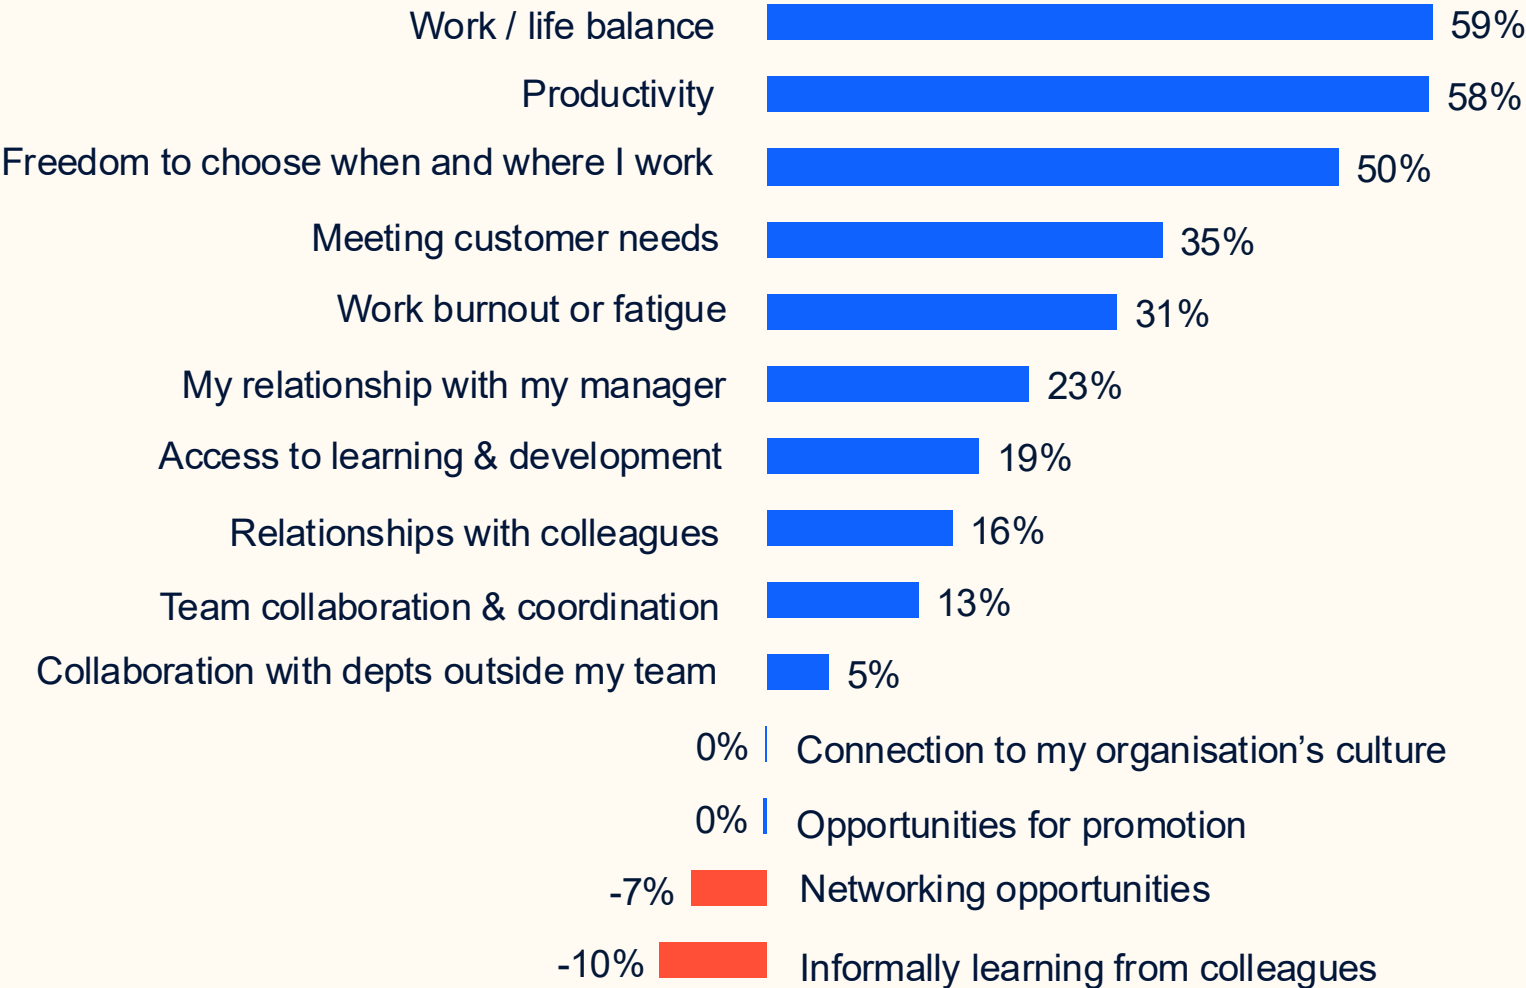 Work / life balance 59%
Productivity 58%
Freedom to choose when and where I work 50%
Meeting customer needs 35%
Work burnout or fatigue 31%
My relationship with my manager 23%
Access to learning & development 19%
Relationships with colleagues 16%
Team collaboration & coordination 13%
Collaboration with depts outside my team 5%
0% Connection to my organisation’s culture
0% Opportunities for promotion
-7% Networking opportunities
-10% Informally learning from colleagues